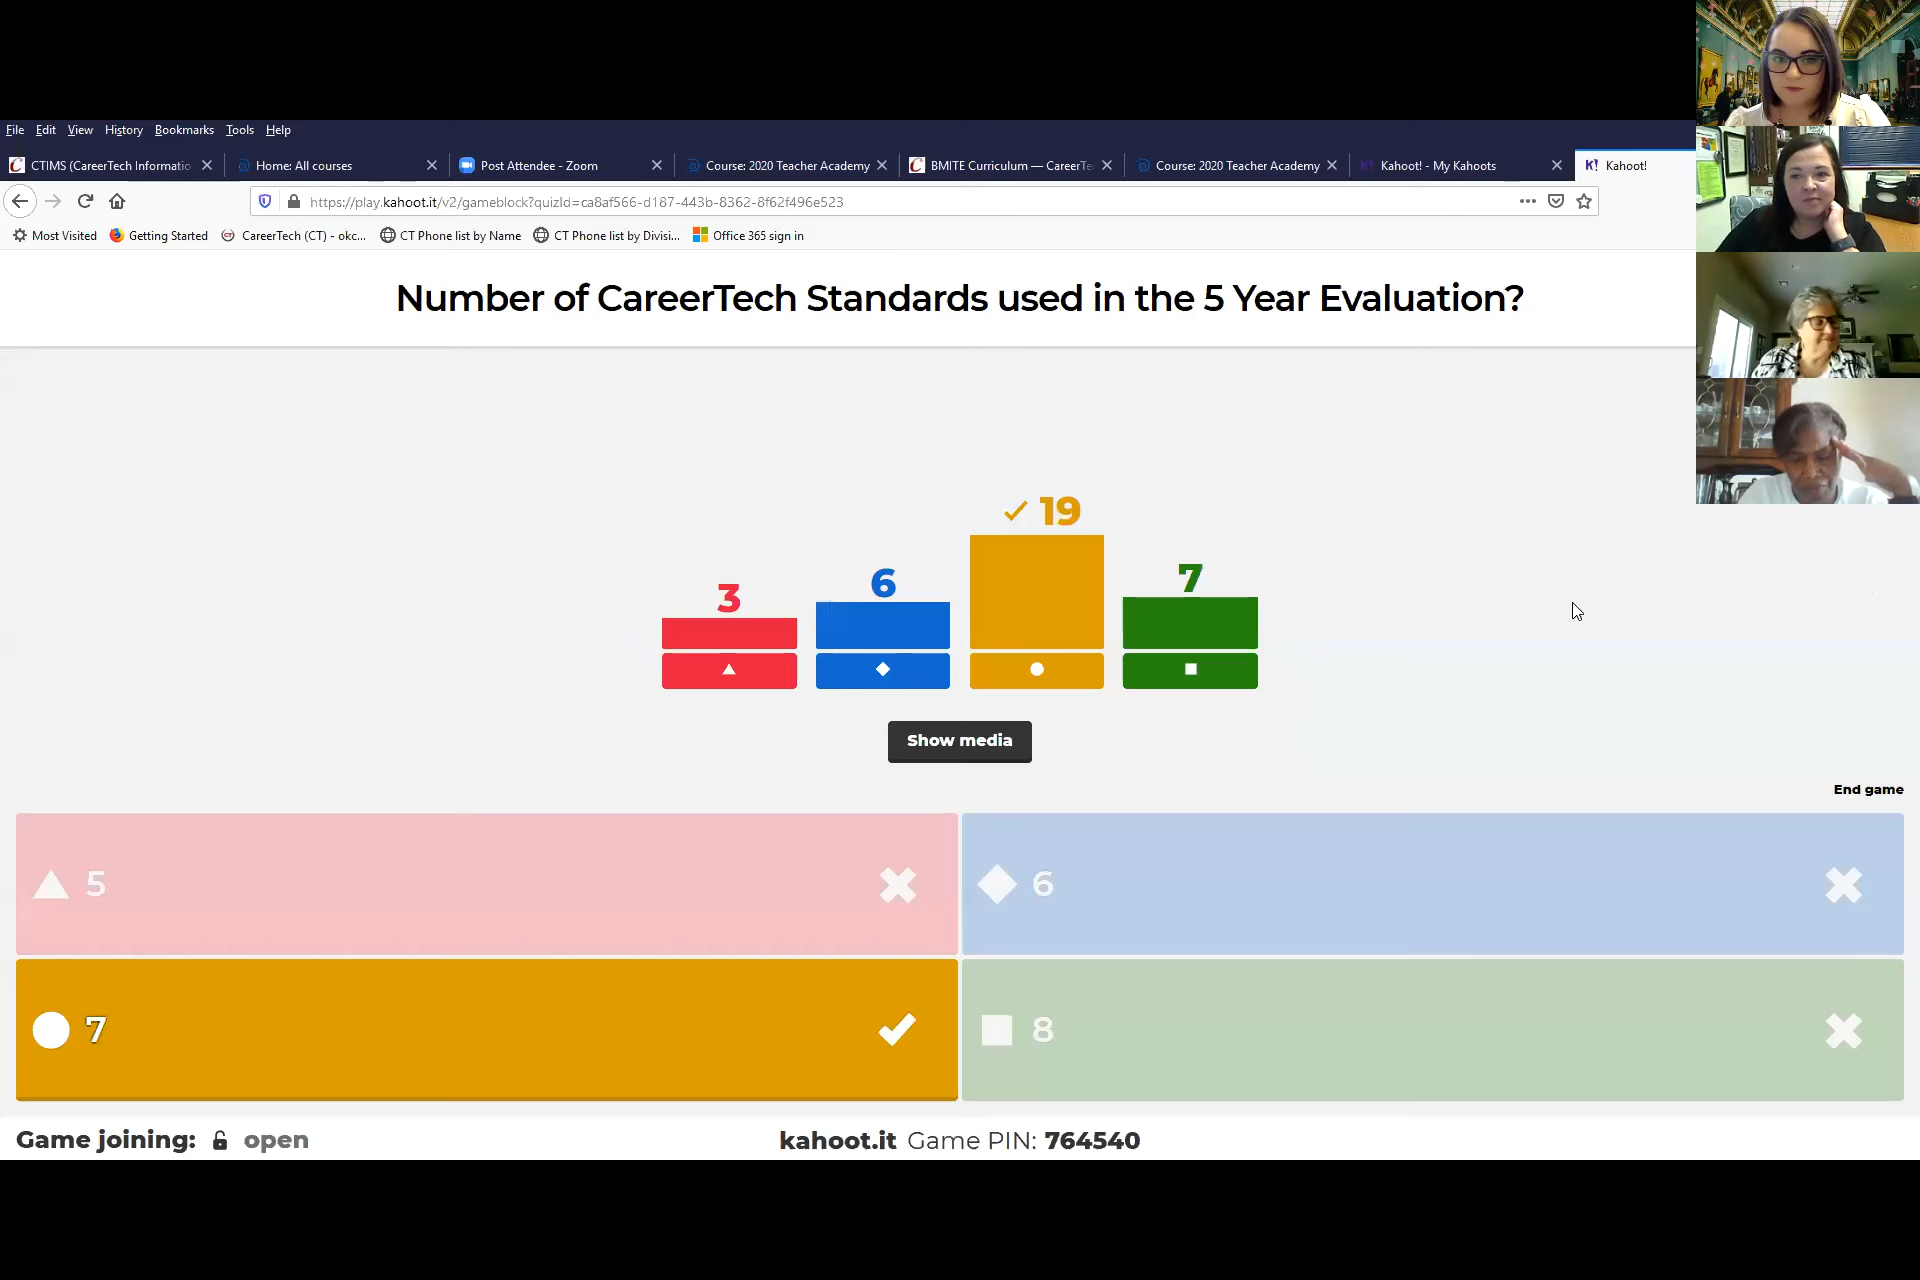 File Edit View History Bookmarks Tools Help
CTIMS (CareerTech Informatio Home: All courses Post Attendee - Zoom Course: 2020 Teacher Academy BMITE Curriculum — CareerTe Course: 2020 Teacher Academy K! Kahoot! - My Kahoots K! Kahoot!
https://play.kahoot.it/v2/gameblock?quizId=ca8af566-d187-443b-8362-8f62f496e523
Most Visited Getting Started CareerTech (CT) - okc... CT Phone list by Name CT Phone list by Divisi... Office 365 sign in
Number of CareerTech Standards used in the 5 Year Evaluation?
3 6 19 7
Show media
End game
5 6
7 8
Game joining: open kahoot.it Game PIN: 764540